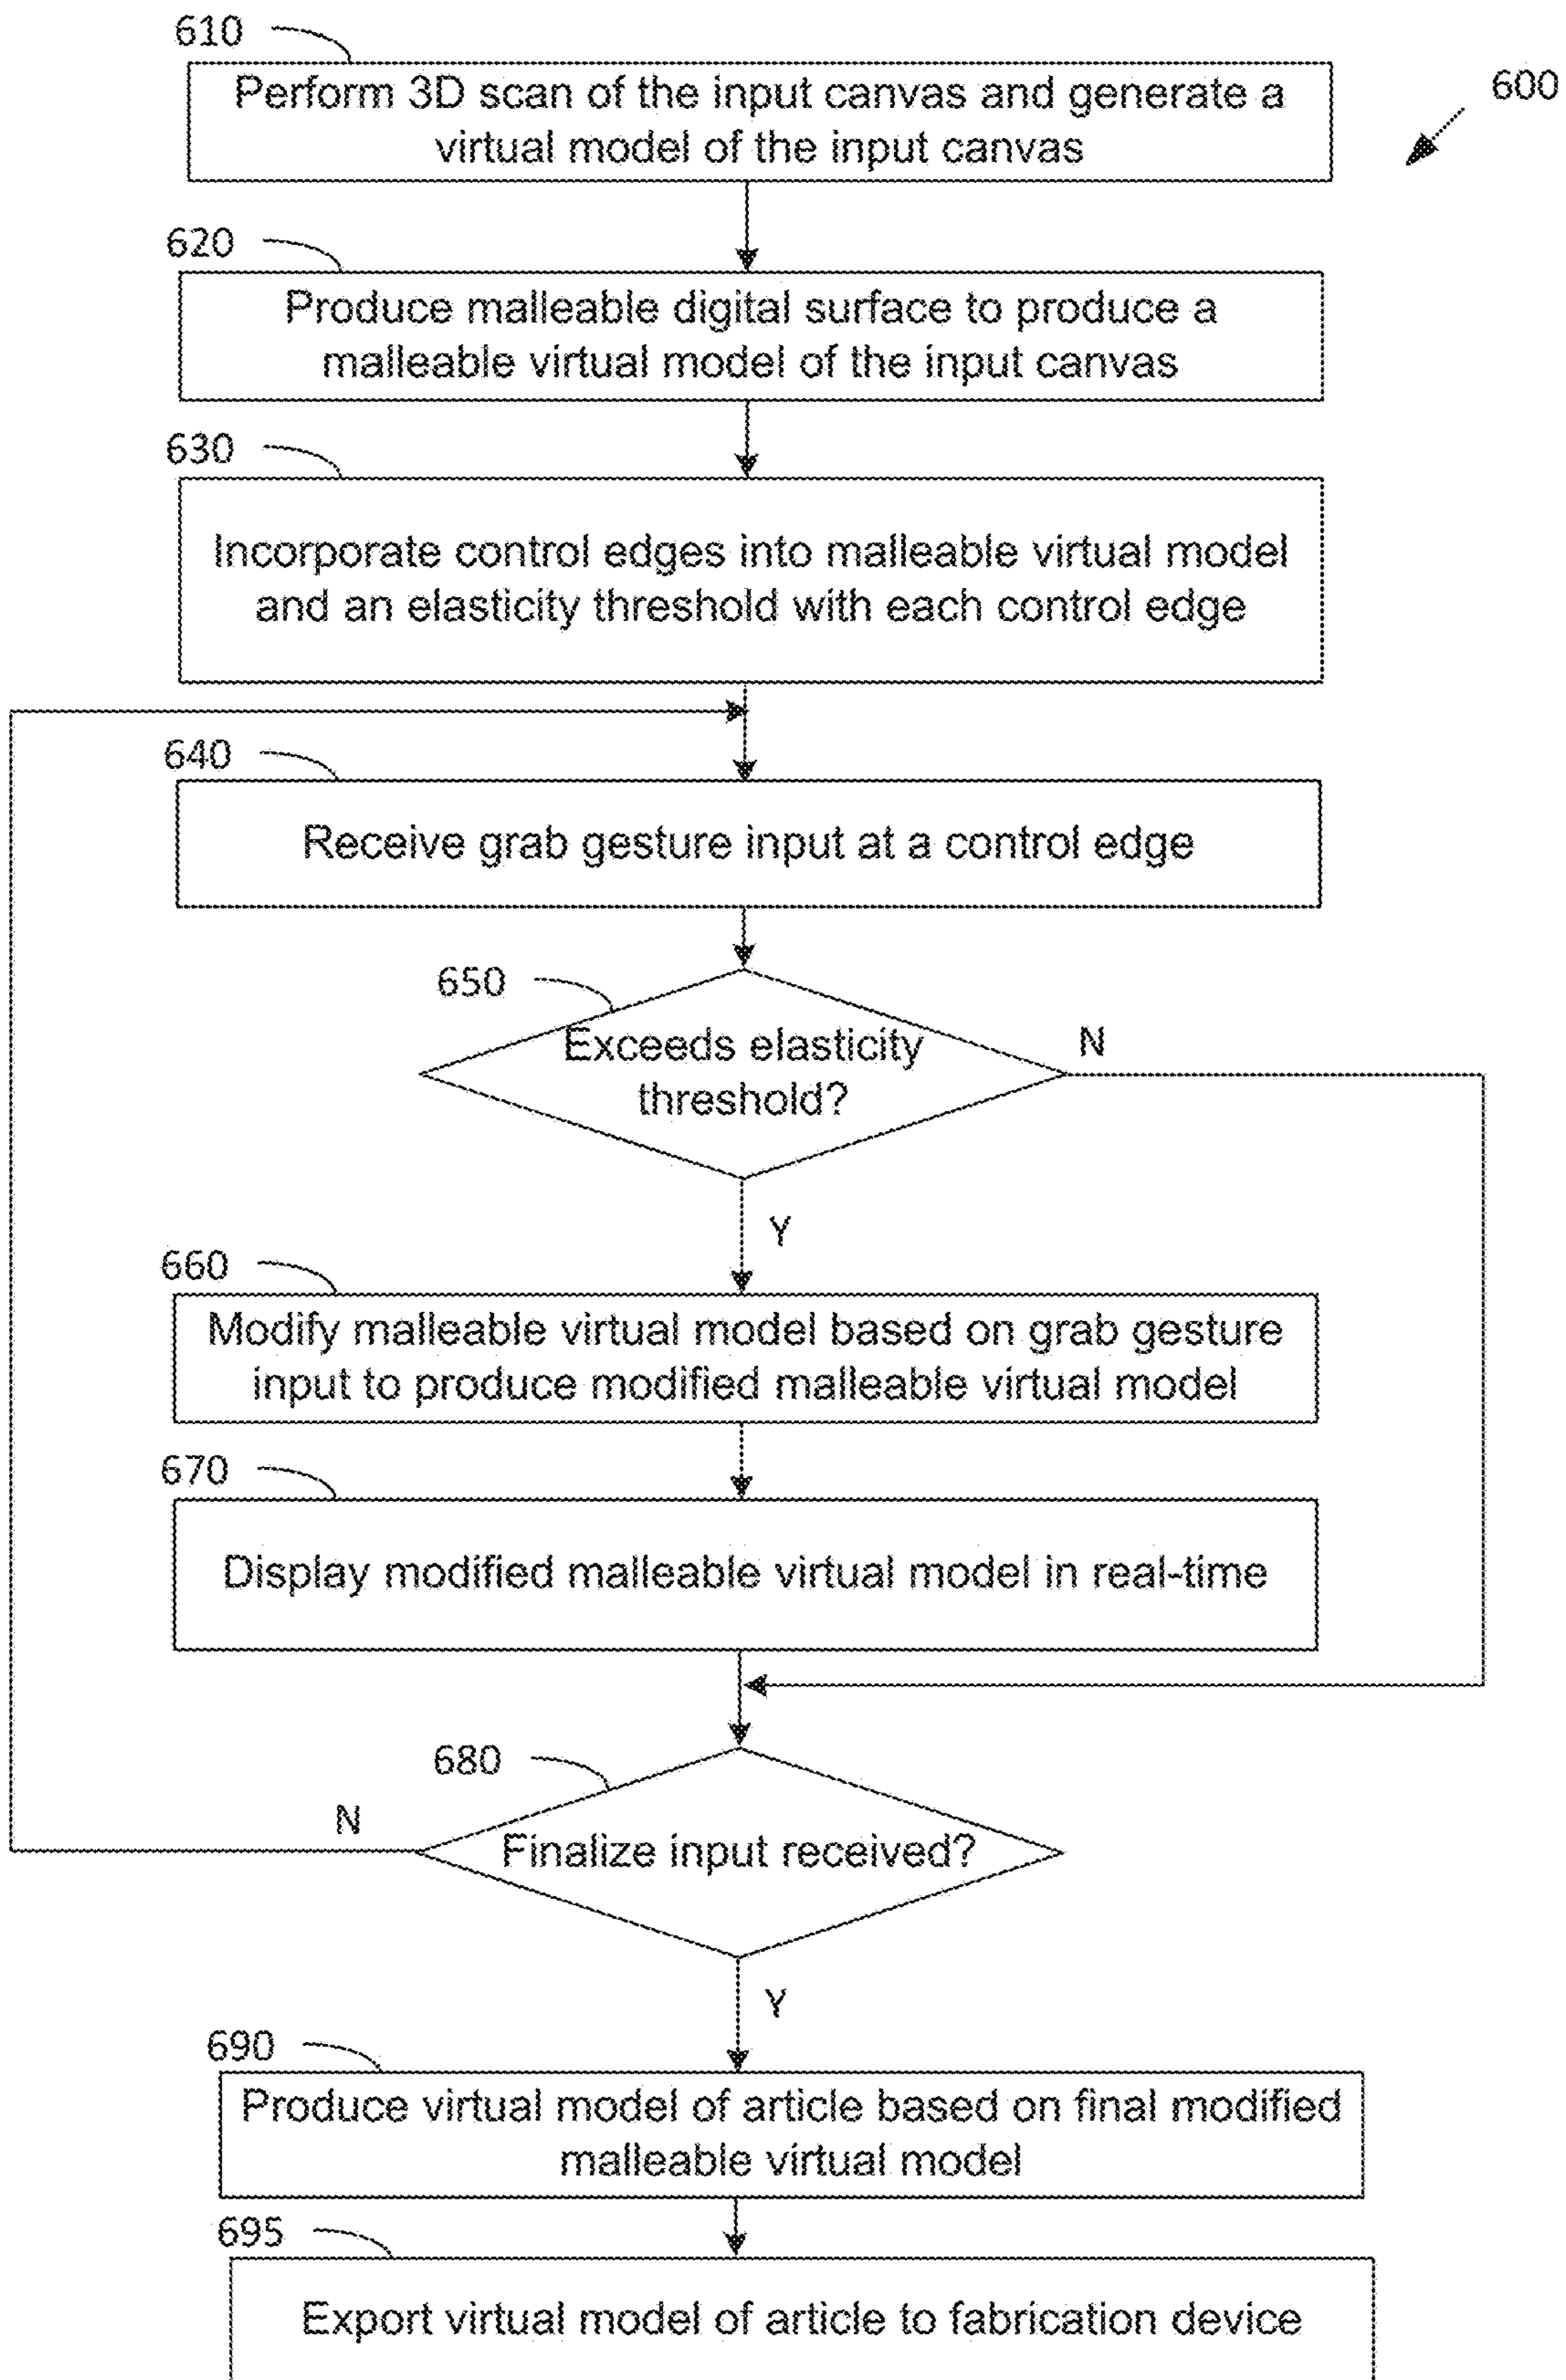 610
600
Perform 3D scan of the input canvas and generate a
virtual model of the input canvas
620
Produce malleable digital surface to produce a
malleable virtual model of the input canvas
630
Incorporate control edges into malleable virtual model
and an elasticity threshold with each control edge
640
Receive grab gesture input at a control edge
650
Exceeds elasticity
threshold?
N
Y
660
Modify malleable virtual model based on grab gesture
input to produce modified malleable virtual model
670
Display modified malleable virtual model in real-time
680
N
Finalize input received?
Y
690
Produce virtual model of article based on final modified
malleable virtual model
695
Export virtual model of article to fabrication device